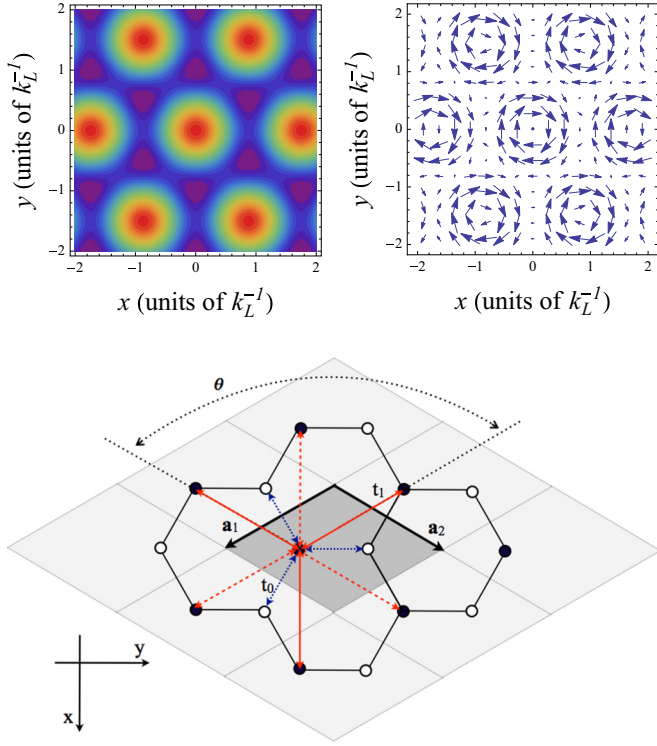 2
1
0
−1
−2
−2 −1 0 1 2
y (units of k_L^{-1})
x (units of k_L^{-1})
2
1
0
−1
−2
−2 −1 0 1 2
y (units of k_L^{-1})
x (units of k_L^{-1})
θ
t₁
a₁
a₂
t₀
y
x